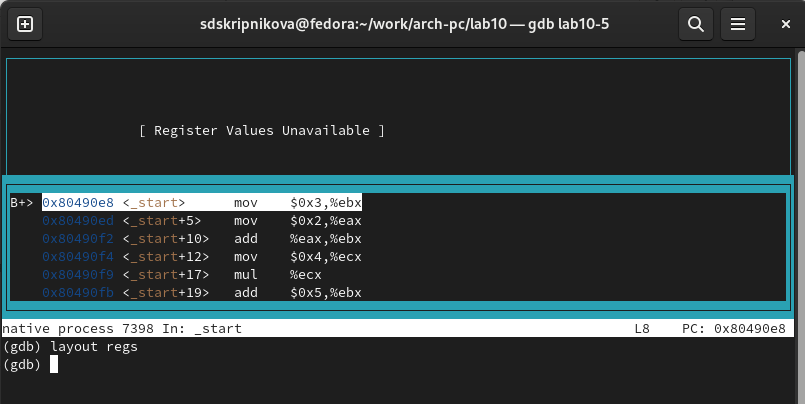 sdskripnikova@fedora:~/work/arch-pc/lab10 — gdb lab10-5
[ Register Values Unavailable ]
B+> 0x80490e8 <_start>      mov    $0x3,%ebx
0x80490ed <_start+5>    mov    $0x2,%eax
0x80490f2 <_start+10>   add    %eax,%ebx
0x80490f4 <_start+12>   mov    $0x4,%ecx
0x80490f9 <_start+17>   mul    %ecx
0x80490fb <_start+19>   add    $0x5,%ebx
native process 7398 In: _start                                                 L8    PC: 0x80490e8
(gdb) layout regs
(gdb)